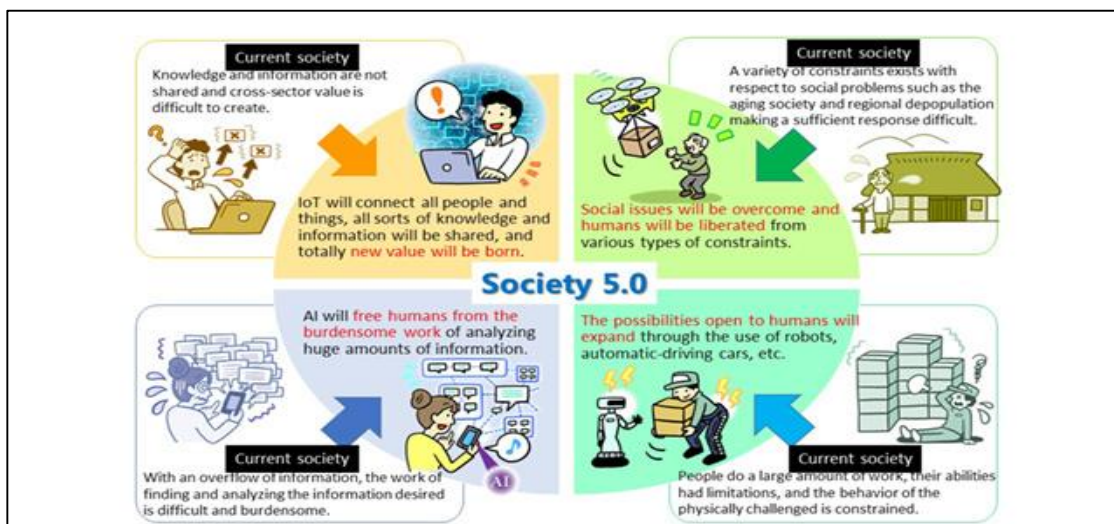 Current society
Knowledge and information are not
shared and cross-sector value is
difficult to create.
IoT will connect all people and
things, all sorts of knowledge and
information will be shared, and
totally new value will be born.
Current society
A variety of constraints exists with
respect to social problems such as the
aging society and regional depopulation
making a sufficient response difficult.
Social issues will be overcome and
humans will be liberated from
various types of constraints.
Society 5.0
AI will free humans from the
burdensome work of analyzing
huge amounts of information.
AI
Current society
With an overflow of information, the work of
finding and analyzing the information desired
is difficult and burdensome.
The possibilities open to humans will
expand through the use of robots,
automatic-driving cars, etc.
Current society
People do a large amount of work, their abilities
had limitations, and the behavior of the
physically challenged is constrained.